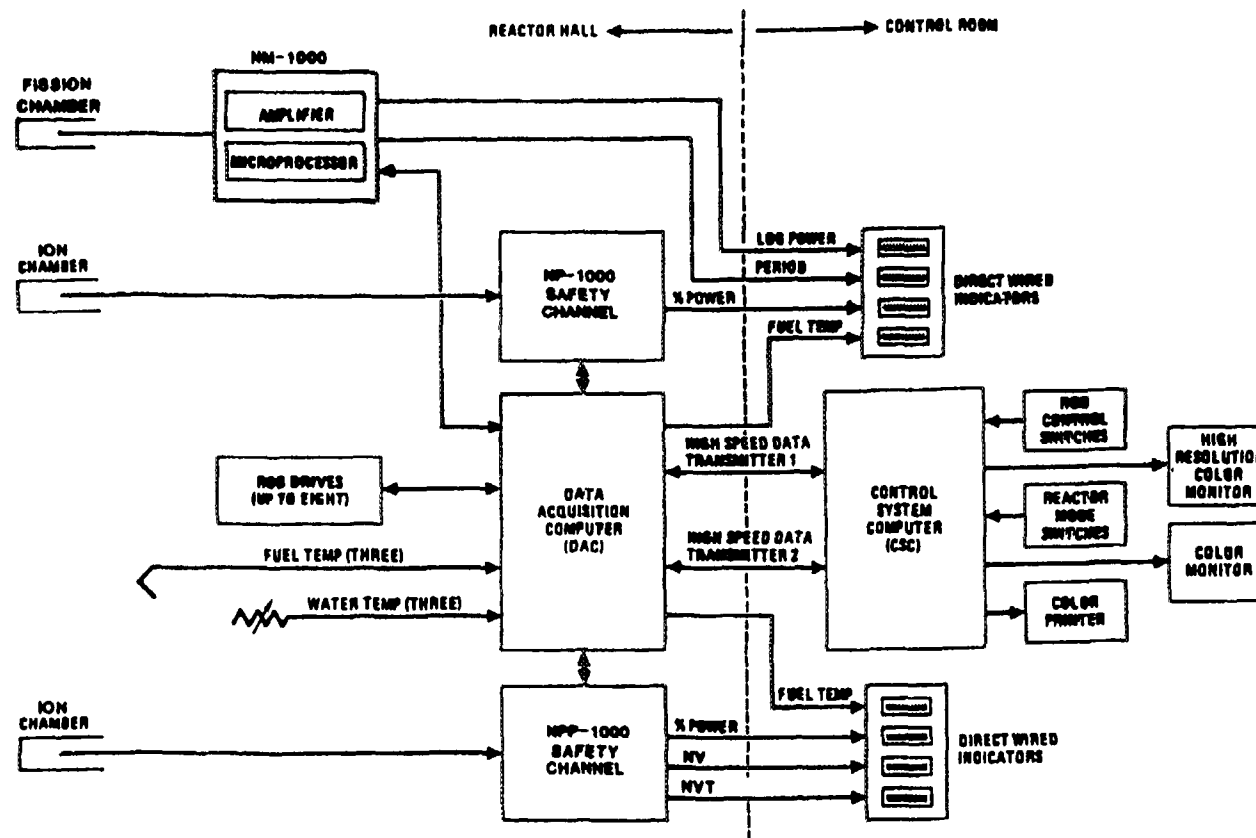 REACTOR HALL
CONTROL ROOM
NM-1000
FISSION
CHAMBER
AMPLIFIER
MICROPROCESSOR
ION
CHAMBER
NP-1000
SAFETY
CHANNEL
LOG POWER
PERIOD
% POWER
FUEL TEMP
DIRECT WIRED
INDICATORS
ROD DRIVES
(UP TO EIGHT)
FUEL TEMP (THREE)
WATER TEMP (THREE)
DATA
ACQUISITION
COMPUTER
(DAC)
HIGH SPEED DATA
TRANSMITTER 1
HIGH SPEED DATA
TRANSMITTER 2
CONTROL
SYSTEM
COMPUTER
(CSC)
ROD
CONTROL
SWITCHES
HIGH
RESOLUTION
COLOR
MONITOR
REACTOR
MODE
SWITCHES
COLOR
MONITOR
COLOR
PRINTER
ION
CHAMBER
NPP-1000
SAFETY
CHANNEL
FUEL TEMP
% POWER
NV
NVT
DIRECT WIRED
INDICATORS